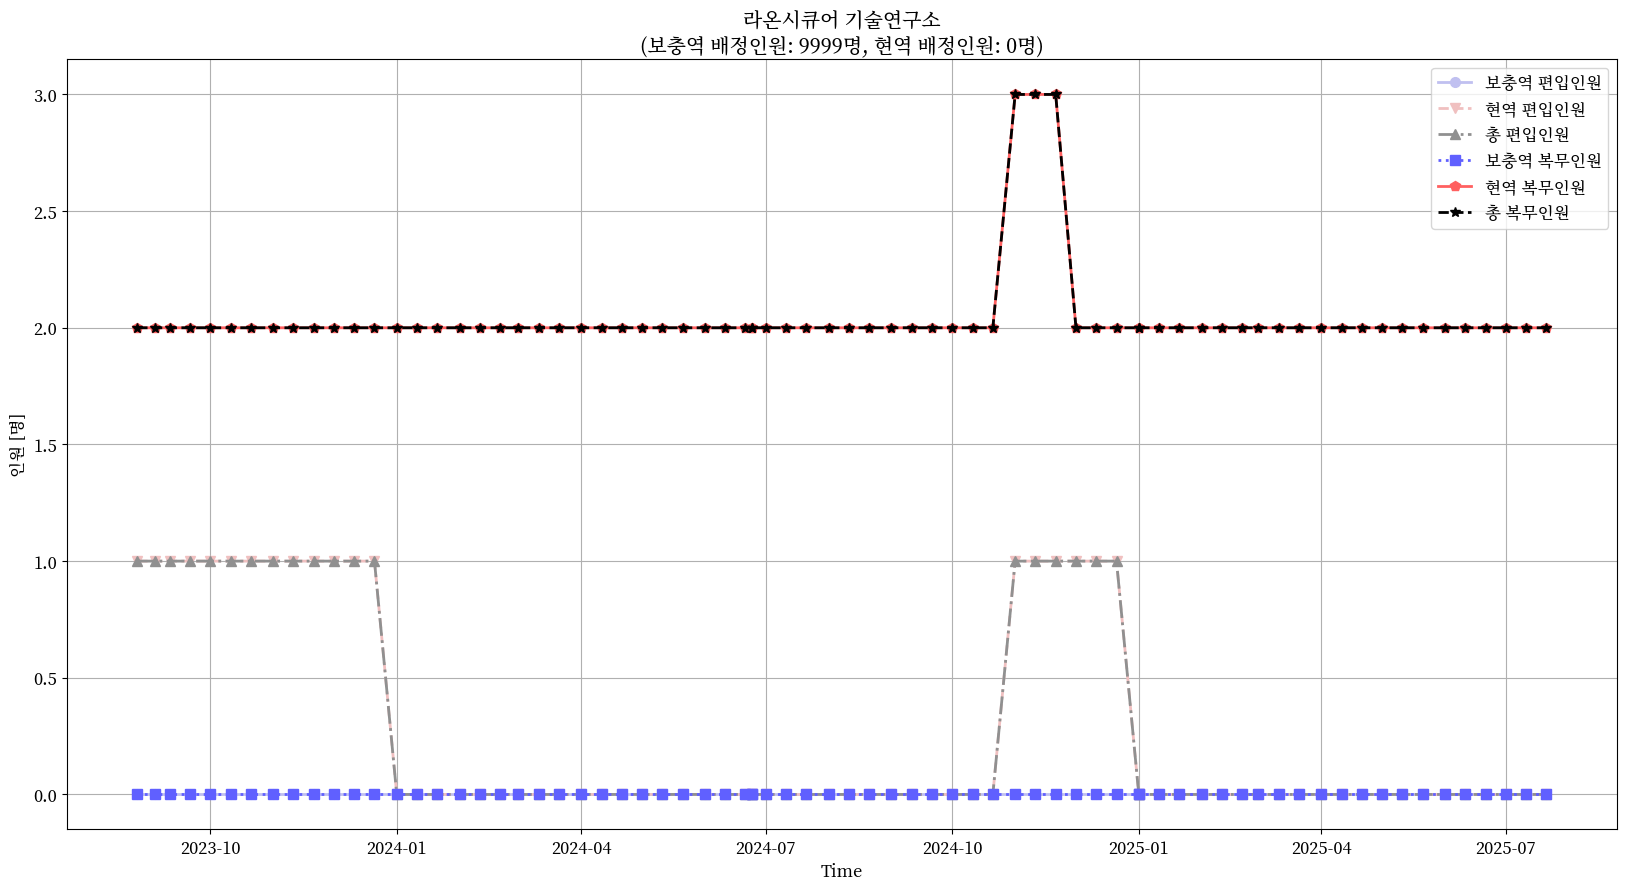 라온시큐어 기술연구소
(보충역 배정인원: 9999명, 현역 배정인원: 0명)
보충역 편입인원
현역 편입인원
총 편입인원
보충역 복무인원
현역 복무인원
총 복무인원
인원 [명]
3.0
2.5
2.0
1.5
1.0
0.5
0.0
2023-10
2024-01
2024-04
2024-07
2024-10
2025-01
2025-04
2025-07
Time